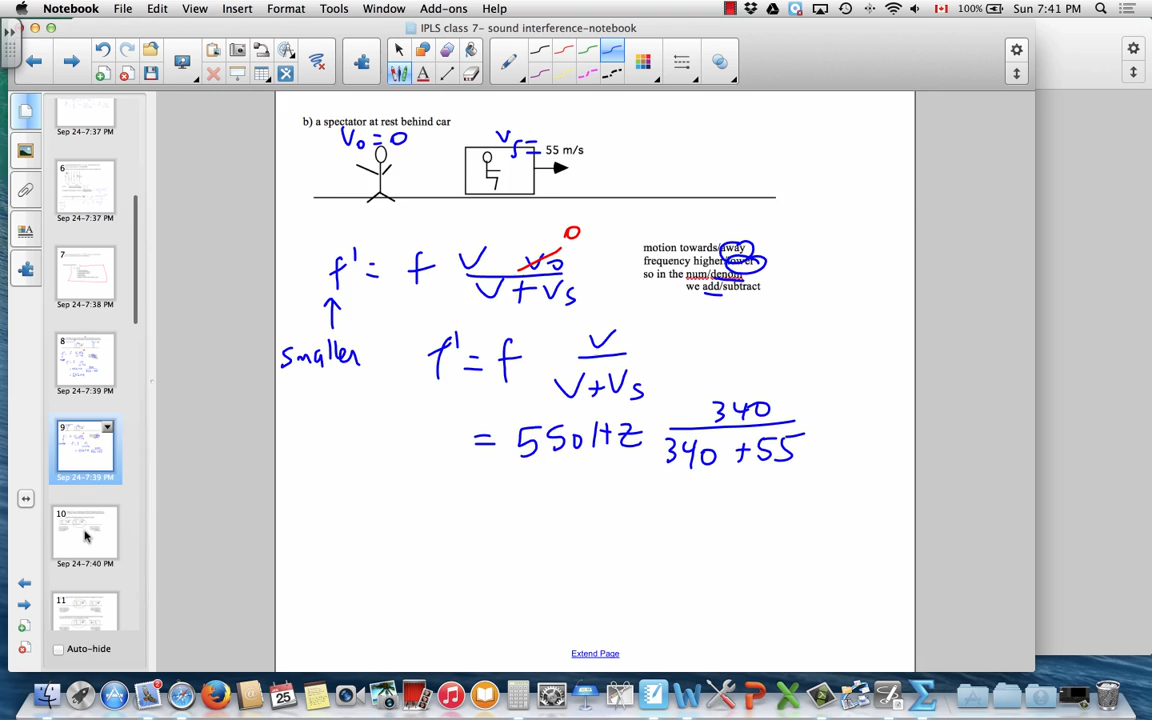 Notebook File Edit View Insert Format Tools Window Add-ons Help
100% Sun 7:41 PM
IPLS class 7- sound interference-notebook
b) a spectator at rest behind car
Vo = 0
Vs = 55 m/s
motion towards/away
frequency higher/lower
so in the num/denom
we add/subtract
f' = f V Vo 0
V + Vs
smaller
f' = f V
V + Vs
= 550 Hz 340
340 + 55
Extend Page
Sep 24-7:37 PM
6
Sep 24-7:37 PM
7
Sep 24-7:38 PM
8
Sep 24-7:39 PM
9
Sep 24-7:39 PM
10
Sep 24-7:40 PM
11
Auto-hide